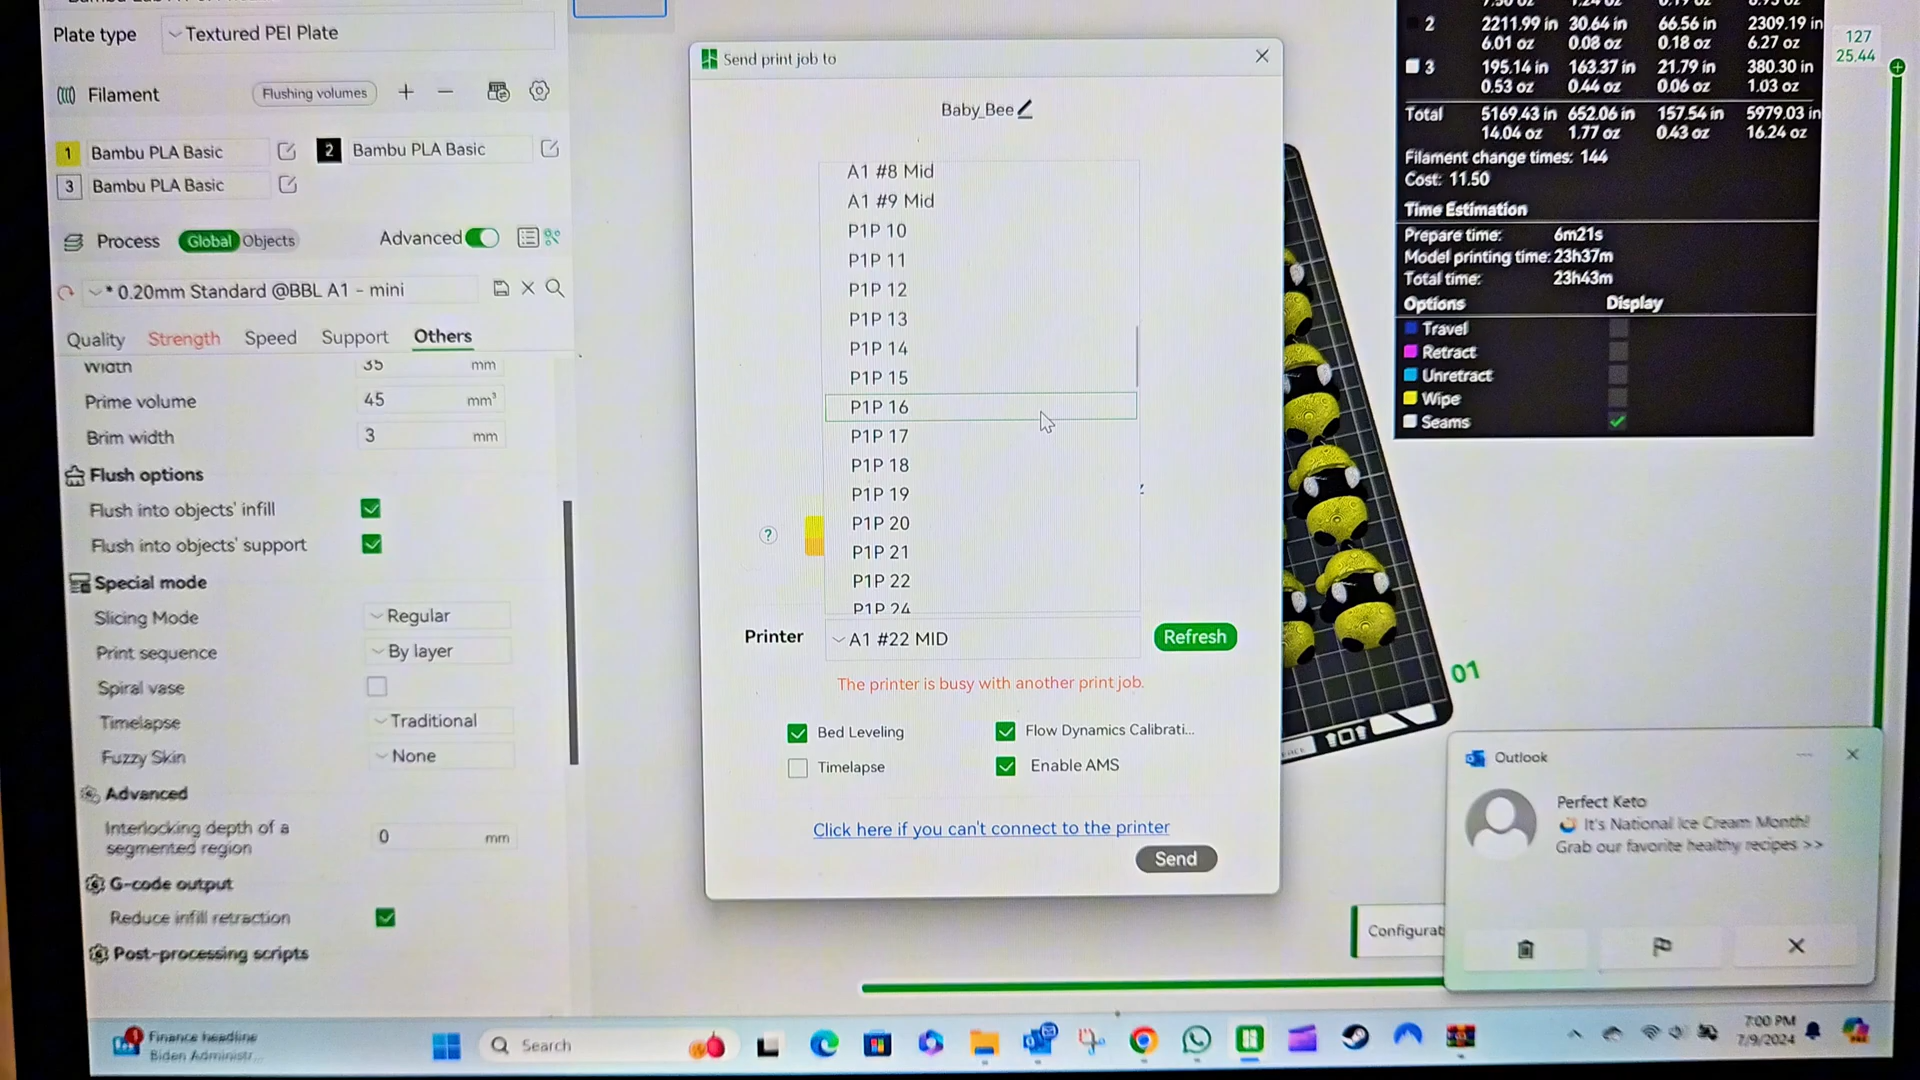 Plate type
Textured PEI Plate
Filament
Flushing volumes
1 Bambu PLA Basic
2 Bambu PLA Basic
3 Bambu PLA Basic
Process
Global Objects
Advanced
* 0.20mm Standard @BBL A1 - mini
Quality
Strength
Speed
Support
Others
Width 35 mm
Prime volume 45 mm³
Brim width 3 mm
Flush options
Flush into objects' infill
Flush into objects' support
Special mode
Slicing Mode Regular
Print sequence By layer
Spiral vase
Timelapse Traditional
Fuzzy Skin None
Advanced
Interlocking depth of a
segmented region
0 mm
G-code output
Reduce infill retraction
Post-processing scripts
Send print job to
Baby_Bee
A1 #8 Mid
A1 #9 Mid
P1P 10
P1P 11
P1P 12
P1P 13
P1P 14
P1P 15
P1P 16
P1P 17
P1P 18
P1P 19
P1P 20
P1P 21
P1P 22
P1P 24
?
Printer
A1 #22 MID
Refresh
The printer is busy with another print job.
Bed Leveling
Flow Dynamics Calibrati...
Timelapse
Enable AMS
Click here if you can't connect to the printer
Send
2 2211.99 in 30.64 in 66.56 in 2309.19 in
6.01 oz 0.08 oz 0.18 oz 6.27 oz
3 195.14 in 163.37 in 21.79 in 380.30 in
0.53 oz 0.44 oz 0.06 oz 1.03 oz
Total 5169.43 in 652.06 in 157.54 in 5979.03 in
14.04 oz 1.77 oz 0.43 oz 16.24 oz
Filament change times: 144
Cost: 11.50
Time Estimation
Prepare time: 6m21s
Model printing time: 23h37m
Total time: 23h43m
Options Display
Travel
Retract
Unretract
Wipe
Seams
127
25.44
01
Configurat
Outlook
Perfect Keto
It's National Ice Cream Month!
Grab our favorite healthy recipes >>
Finance headline
Biden Administr...
Search
7:00 PM
7/9/2024